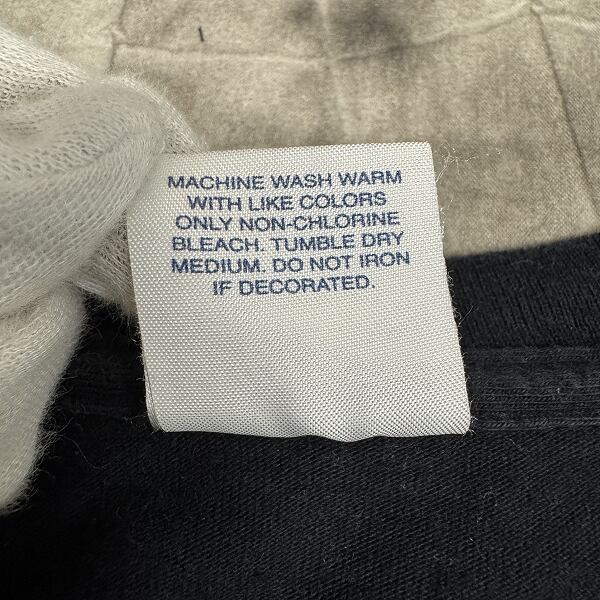 MACHINE WASH WARM
WITH LIKE COLORS
ONLY NON-CHLORINE
BLEACH. TUMBLE DRY
MEDIUM. DO NOT IRON
IF DECORATED.